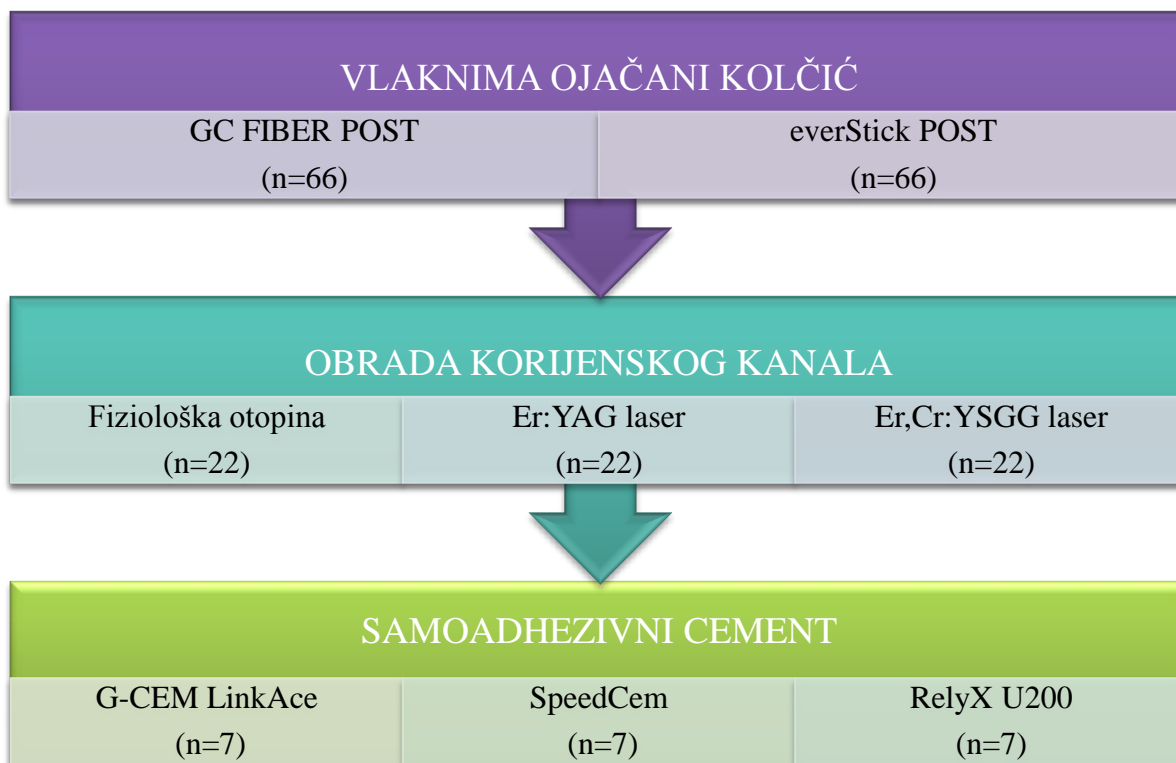 VLAKNIMA OJAČANI KOLČIĆ
GC FIBER POST
(n=66)
everStick POST
(n=66)
OBRADA KORIJENSKOG KANALA
Fiziološka otopina
(n=22)
Er:YAG laser
(n=22)
Er,Cr:YSGG laser
(n=22)
SAMOADHEZIVNI CEMENT
G-CEM LinkAce
(n=7)
SpeedCem
(n=7)
RelyX U200
(n=7)